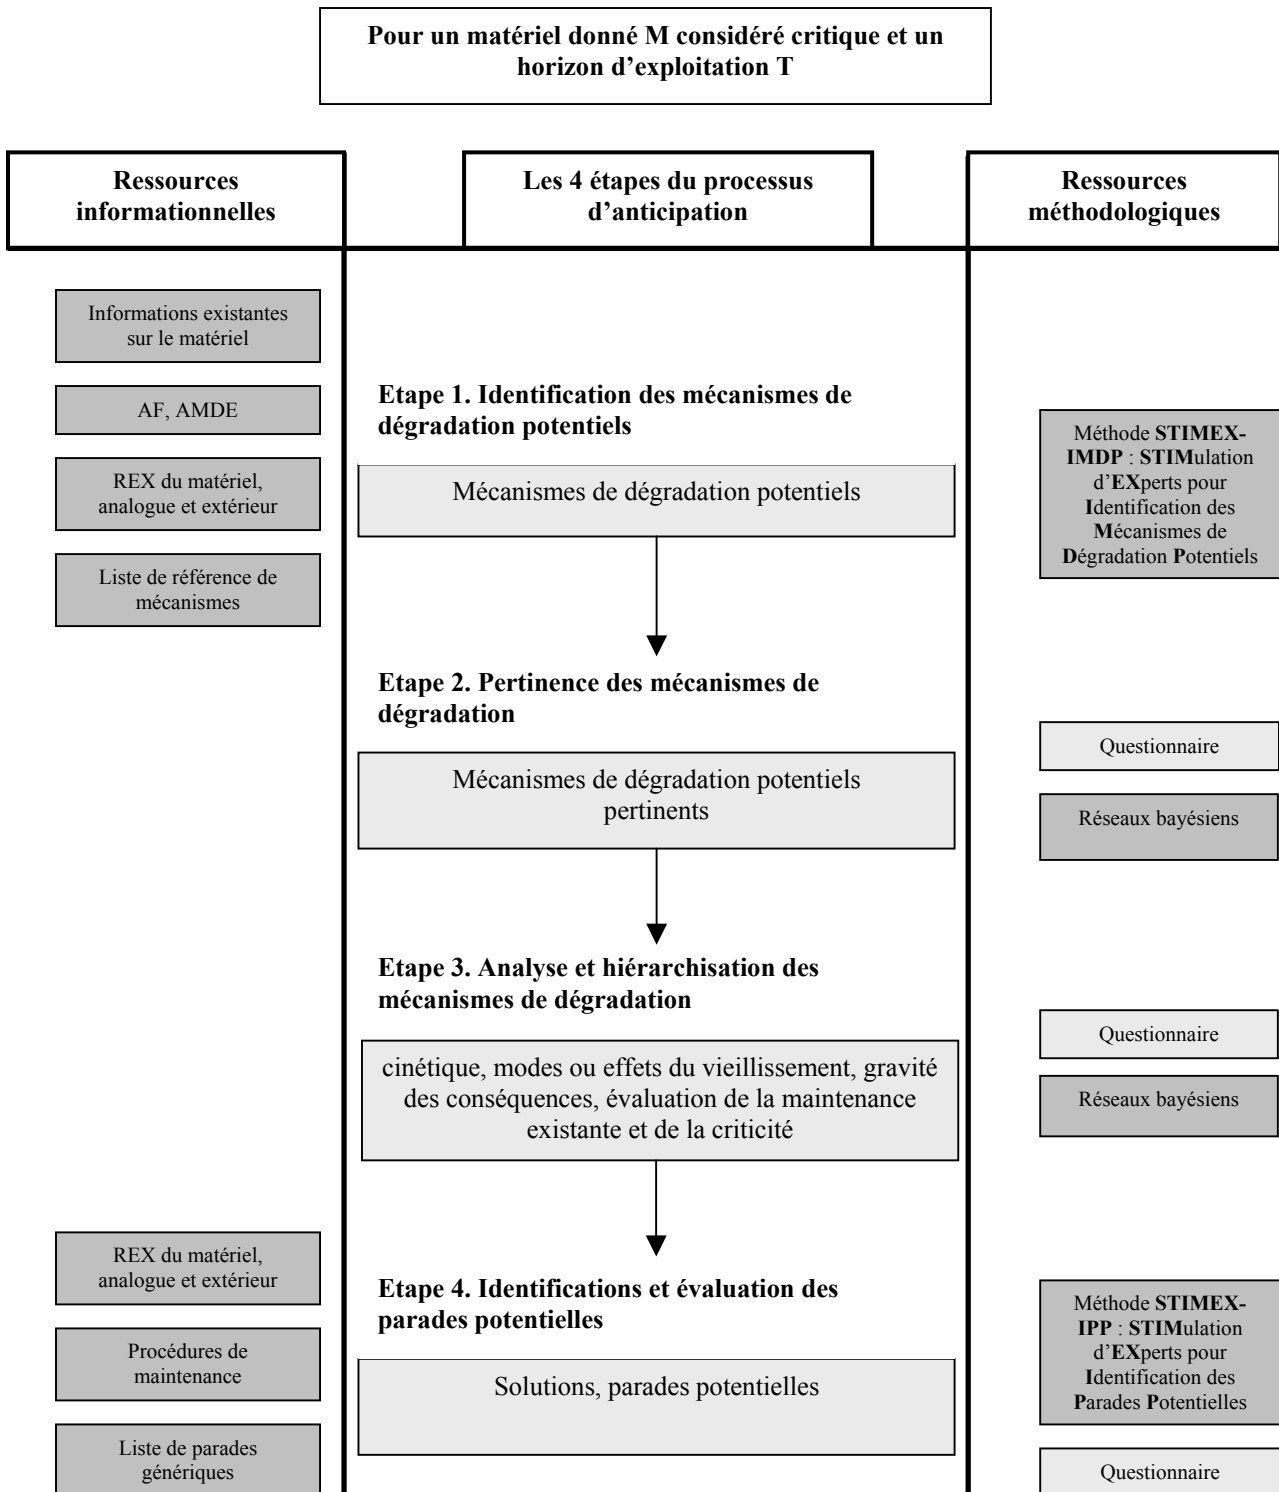 Pour un matériel donné M considéré critique et un
horizon d'exploitation T
Ressources
informationnelles
Les 4 étapes du processus
d'anticipation
Ressources
méthodologiques
Informations existantes
sur le matériel
AF, AMDE
REX du matériel,
analogue et extérieur
Liste de référence de
mécanismes
Etape 1. Identification des mécanismes de
dégradation potentiels
Mécanismes de dégradation potentiels
Méthode STIMEX-
IMDP : STIMulation
d'EXperts pour
Identification des
Mécanismes de
Dégradation Potentiels
Etape 2. Pertinence des mécanismes de
dégradation
Mécanismes de dégradation potentiels
pertinents
Questionnaire
Réseaux bayésiens
Etape 3. Analyse et hiérarchisation des
mécanismes de dégradation
cinétique, modes ou effets du vieillissement, gravité
des conséquences, évaluation de la maintenance
existante et de la criticité
Questionnaire
Réseaux bayésiens
REX du matériel,
analogue et extérieur
Procédures de
maintenance
Liste de parades
génériques
Etape 4. Identifications et évaluation des
parades potentielles
Solutions, parades potentielles
Méthode STIMEX-
IPP : STIMulation
d'EXperts pour
Identification des
Parades Potentielles
Questionnaire